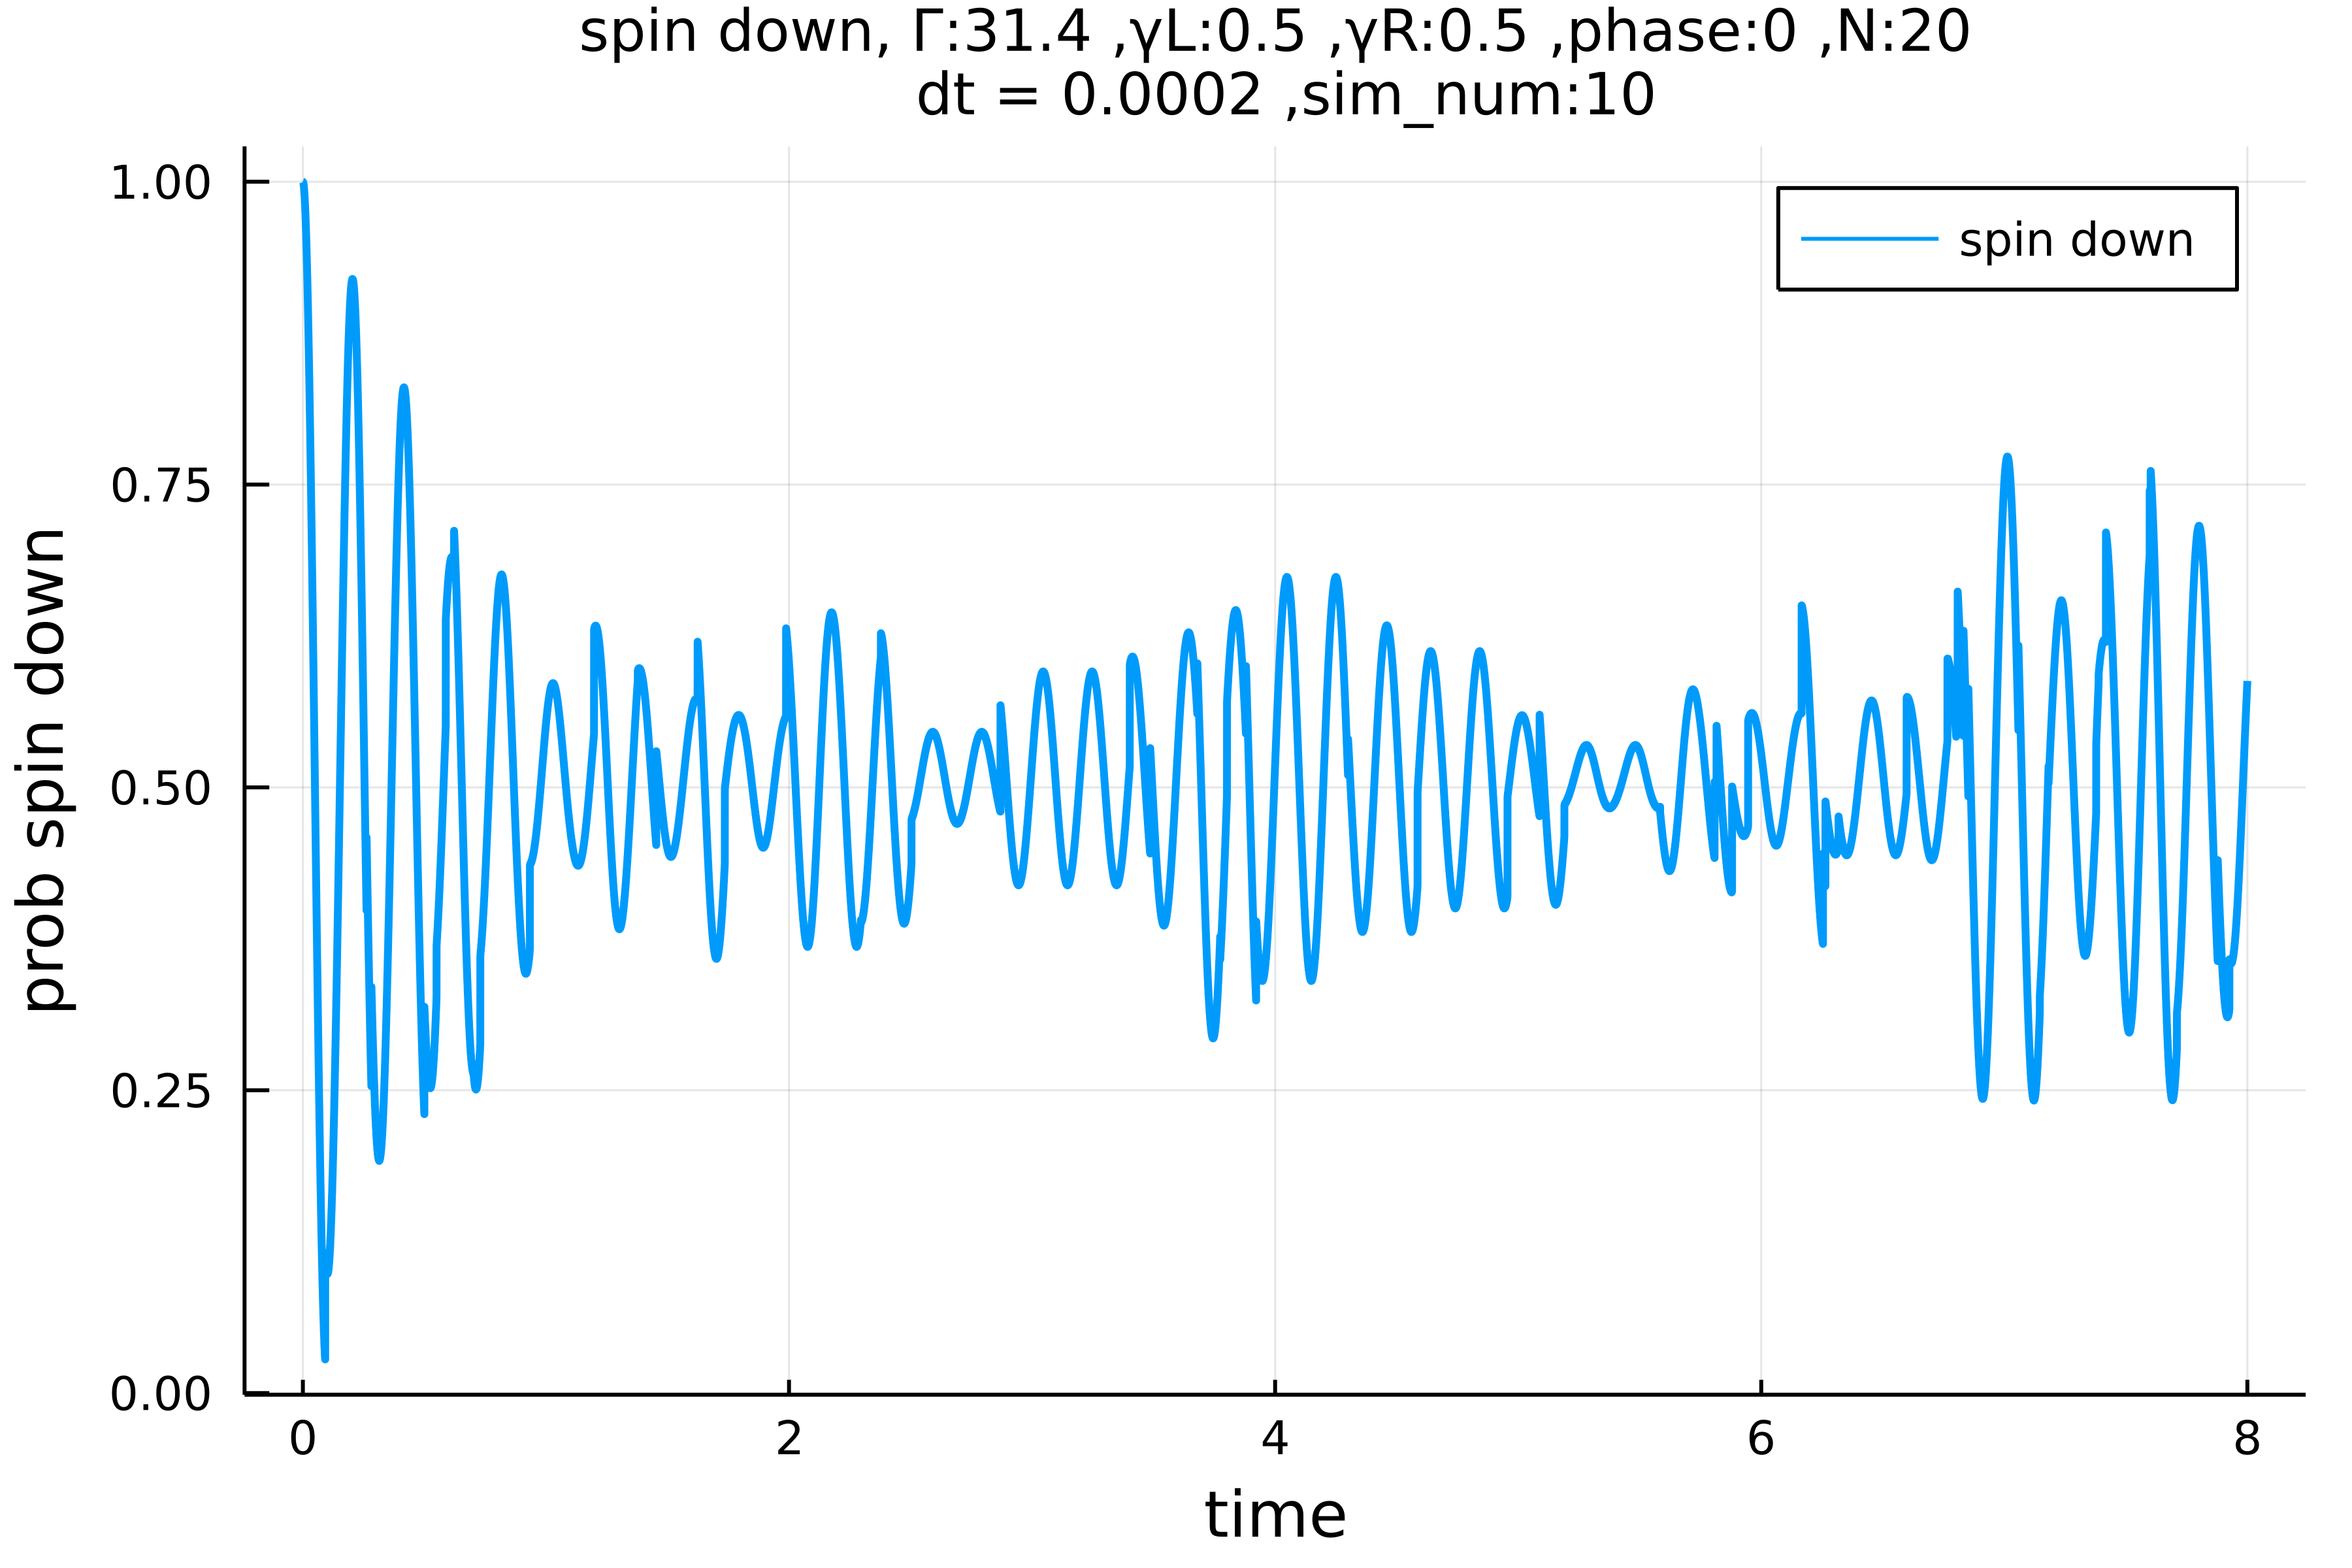 spin down, Γ:31.4 ,γL:0.5 ,γR:0.5 ,phase:0 ,N:20
dt = 0.0002 ,sim_num:10
spin down
prob spin down
1.00
0.75
0.50
0.25
0.00
0 2 4 6 8
time